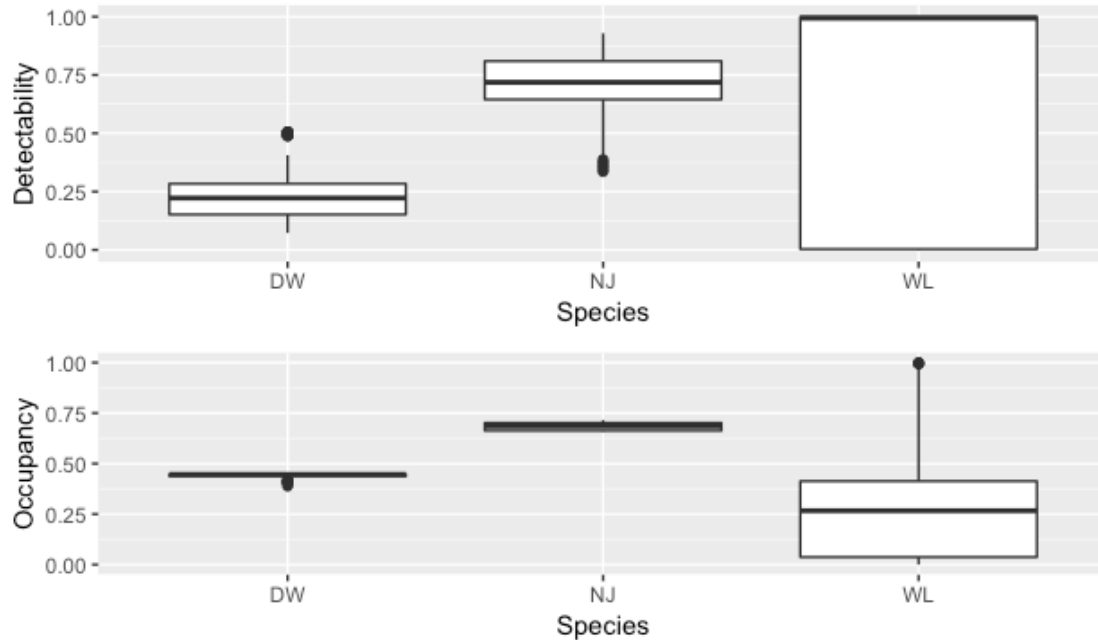 Detectability
1.00
0.75
0.50
0.25
0.00
DW NJ WL
Species
Occupancy
1.00
0.75
0.50
0.25
0.00
DW NJ WL
Species